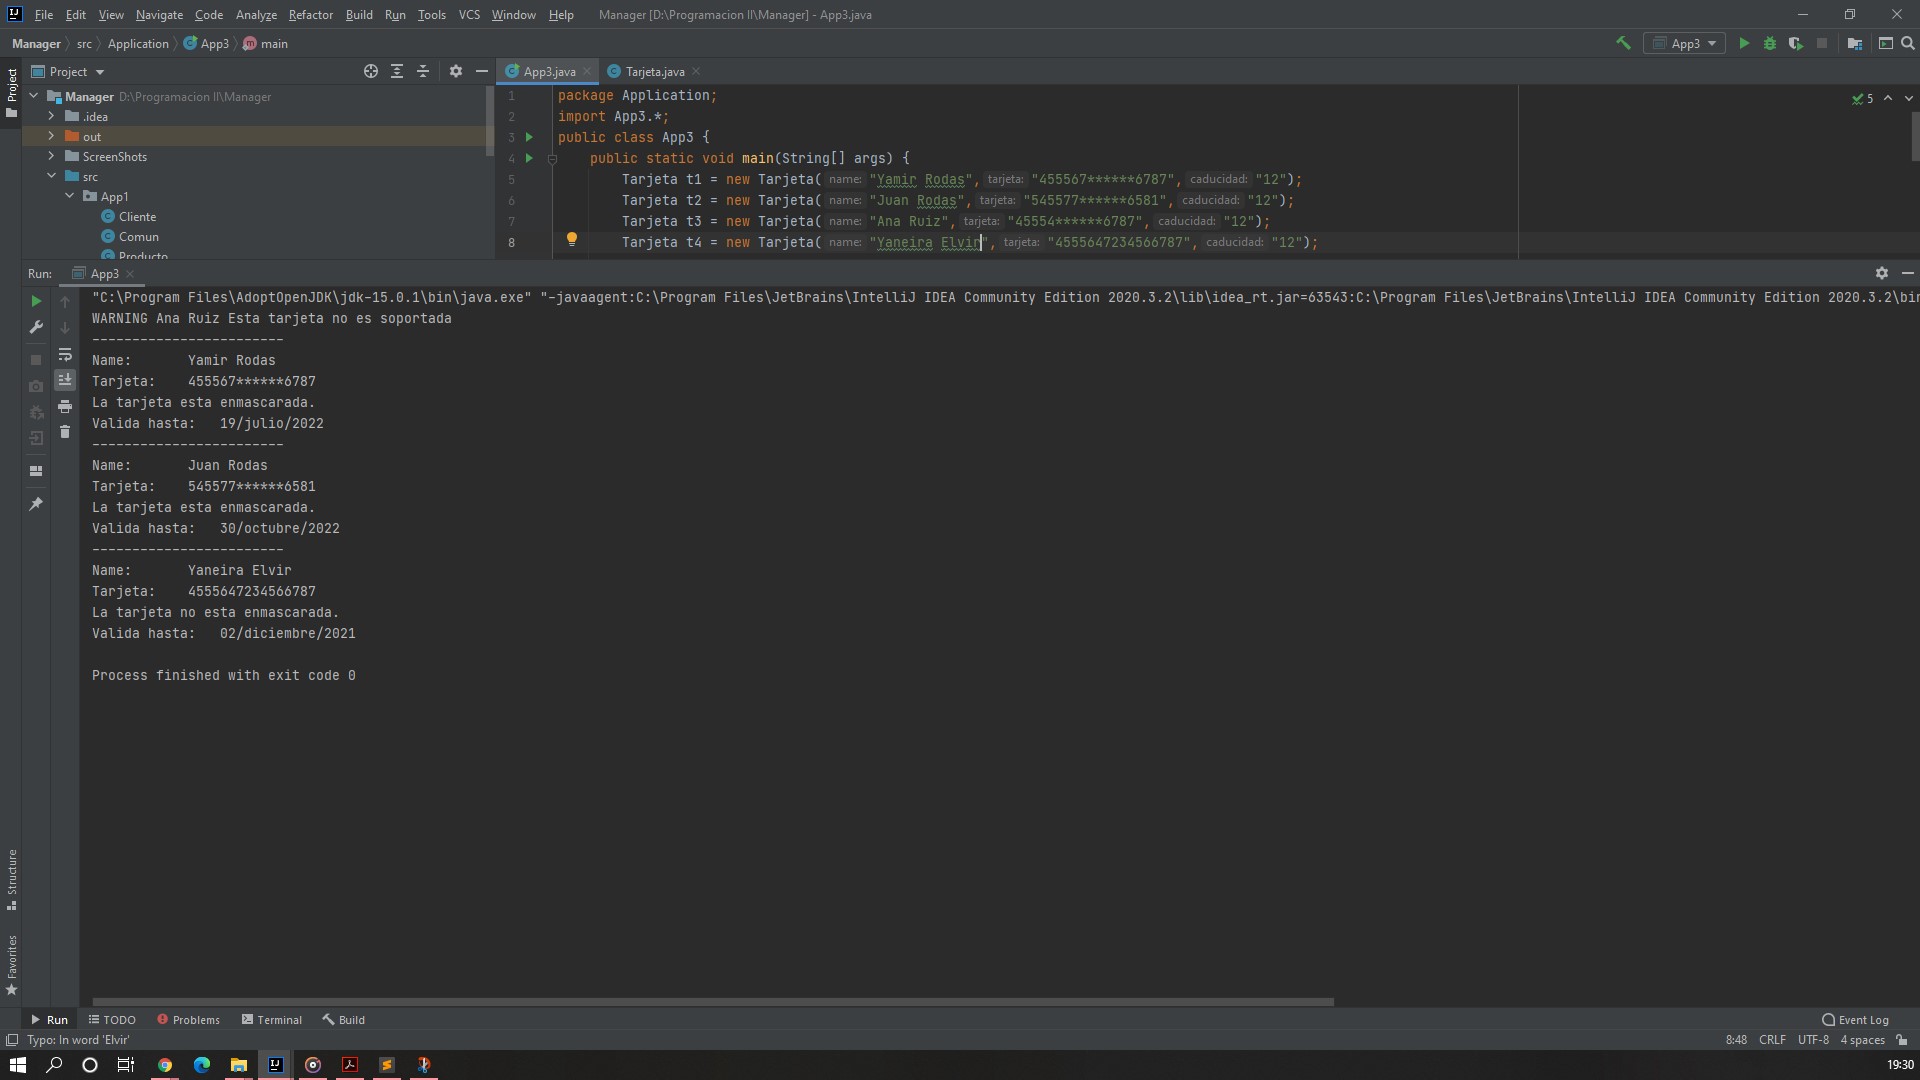 File Edit View Navigate Code Analyze Refactor Build Run Tools VCS Window Help Manager [D:\Programacion II\Manager] - App3.java
Manager src Application App3 main
App3
Project
Project
App3.java
Tarjeta.java
Manager D:\Programacion II\Manager
.idea
out
ScreenShots
src
App1
Cliente
Comun
Producto
1 package Application;
2 import App3.*;
3 public class App3 {
4 public static void main(String[] args) {
5 Tarjeta t1 = new Tarjeta( name: "Yamir Rodas", tarjeta: "455567******6787", caducidad: "12");
6 Tarjeta t2 = new Tarjeta( name: "Juan Rodas", tarjeta: "545577******6581", caducidad: "12");
7 Tarjeta t3 = new Tarjeta( name: "Ana Ruiz", tarjeta: "45554******6787", caducidad: "12");
8 Tarjeta t4 = new Tarjeta( name: "Yaneira Elvir", tarjeta: "4555647234566787", caducidad: "12");
5
Run: App3
"C:\Program Files\AdoptOpenJDK\jdk-15.0.1\bin\java.exe" "-javaagent:C:\Program Files\JetBrains\IntelliJ IDEA Community Edition 2020.3.2\lib\idea_rt.jar=63543:C:\Program Files\JetBrains\IntelliJ IDEA Community Edition 2020.3.2\bin
WARNING Ana Ruiz Esta tarjeta no es soportada
------------------------
Name: Yamir Rodas
Tarjeta: 455567******6787
La tarjeta esta enmascarada.
Valida hasta: 19/julio/2022
------------------------
Name: Juan Rodas
Tarjeta: 545577******6581
La tarjeta esta enmascarada.
Valida hasta: 30/octubre/2022
------------------------
Name: Yaneira Elvir
Tarjeta: 4555647234566787
La tarjeta no esta enmascarada.
Valida hasta: 02/diciembre/2021
Process finished with exit code 0
Structure
Favorites
Run TODO Problems Terminal Build Event Log
Typo: In word 'Elvir' 8:48 CRLF UTF-8 4 spaces
19:30